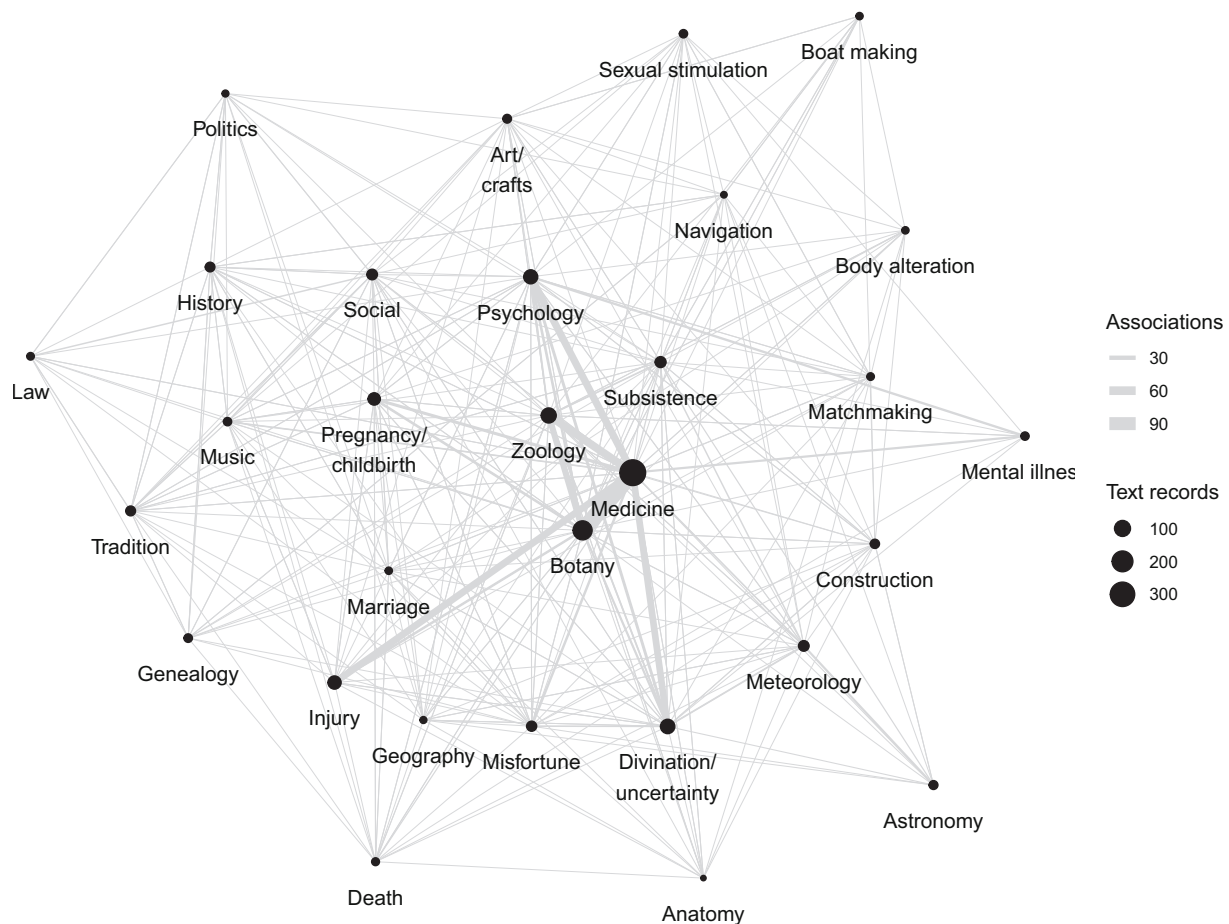 Boat making
Sexual stimulation
Politics
Art/
crafts
Navigation
Body alteration
History
Social
Psychology
Law
Subsistence
Matchmaking
Music
Pregnancy/
childbirth
Zoology
Mental illnes
Medicine
Tradition
Botany
Construction
Marriage
Genealogy
Meteorology
Injury
Geography
Misfortune
Divination/
uncertainty
Astronomy
Death
Anatomy
Associations
30
60
90
Text records
100
200
300